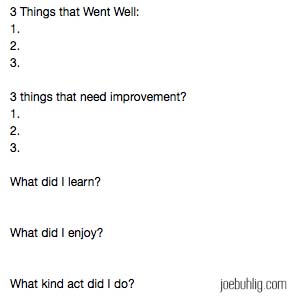 3 Things that Went Well:
1.
2.
3.
3 things that need improvement?
1.
2.
3.
What did I learn?
What did I enjoy?
What kind act did I do?
joebuhlig.com